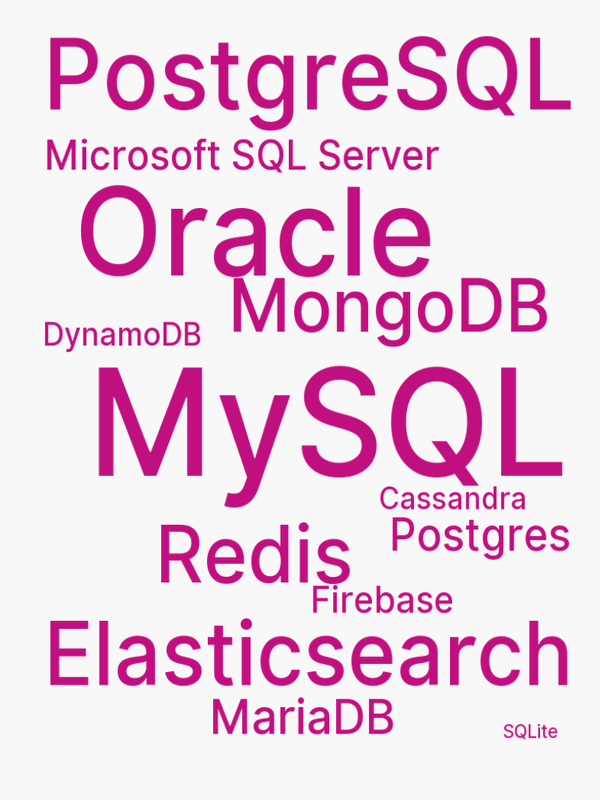 PostgreSQL
Microsoft SQL Server
Oracle
MongoDB
DynamoDB
MySQL
Cassandra
Postgres
Redis
Firebase
Elasticsearch
MariaDB
SQLite